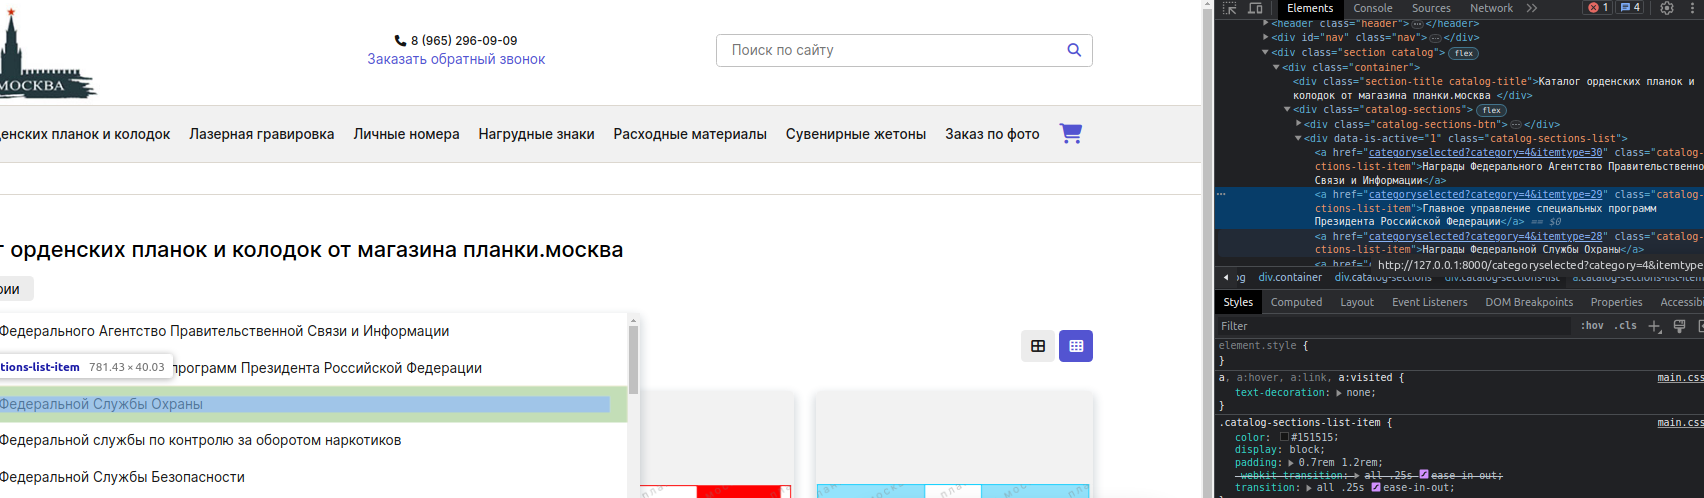 МОСКВА
8 (965) 296-09-09
Заказать обратный звонок
Поиск по сайту
енских планок и колодок Лазерная гравировка Личные номера Нагрудные знаки Расходные материалы Сувенирные жетоны Заказ по фото
г орденских планок и колодок от магазина планки.москва
рии
Федерального Агентство Правительственной Связи и Информации
tions-list-item 781.43 × 40.03
программ Президента Российской Федерации
Федеральной Службы Охраны
Федеральной службы по контролю за оборотом наркотиков
Федеральной Службы Безопасности
Elements Console Sources Network >> 1 4
<header class="header"> ⋯ </header>
<div id="nav" class="nav"> ⋯ </div>
<div class="section catalog"> flex
<div class="container">
<div class="section-title catalog-title">Каталог орденских планок и
колодок от магазина планки.москва </div>
<div class="catalog-sections"> flex
<div class="catalog-sections-btn"> ⋯ </div>
<div data-is-active="1" class="catalog-sections-list">
<a href="categoryselected?category=4&itemtype=30" class="catalog-
ctions-list-item">Награды Федерального Агентство Правительственно
Связи и Информации</a>
<a href="categoryselected?category=4&itemtype=29" class="catalog-
ctions-list-item">Главное управление специальных программ
Президента Российской Федерации</a> == $0
<a href="categoryselected?category=4&itemtype=28" class="catalog-
ctions-list-item">Награды Федеральной Службы Охраны</a>
<a
http://127.0.0.1:8000/categoryselected?category=4&itemtype
og div.container div.catalog-sections div.catalog-sections-list a.catalog-sections-list-item
Styles Computed Layout Event Listeners DOM Breakpoints Properties Accessibi
Filter :hov .cls
element.style {
}
a, a:hover, a:link, a:visited { main.css
text-decoration: none;
}
.catalog-sections-list-item { main.css
color: #151515;
display: block;
padding: 0.7rem 1.2rem;
-webkit-transition: all .25s ease-in-out;
transition: all .25s ease-in-out;